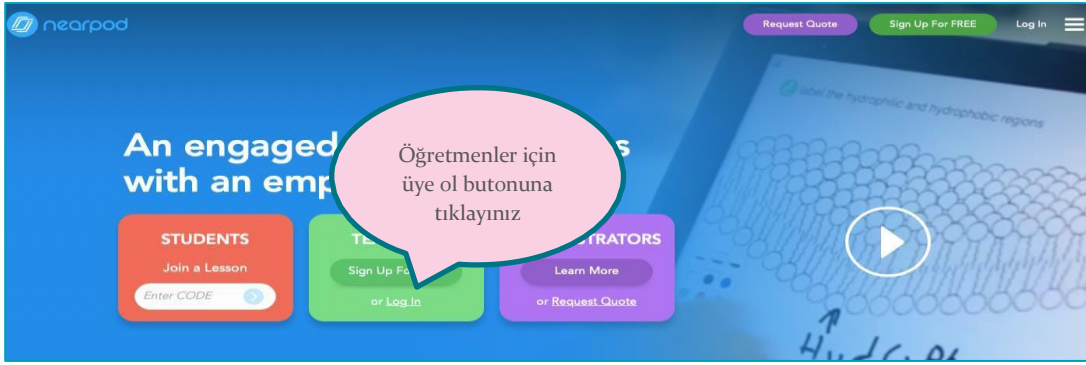 nearpod
Request Quote
Sign Up For FREE
Log In
label the hydrophilic and hydrophobic regions
An engaged
with an
Öğretmenler için
üye ol butonuna
tıklayınız
STUDENTS
Join a Lesson
Enter CODE
Sign Up
or Log In
Learn More
or Request Quote